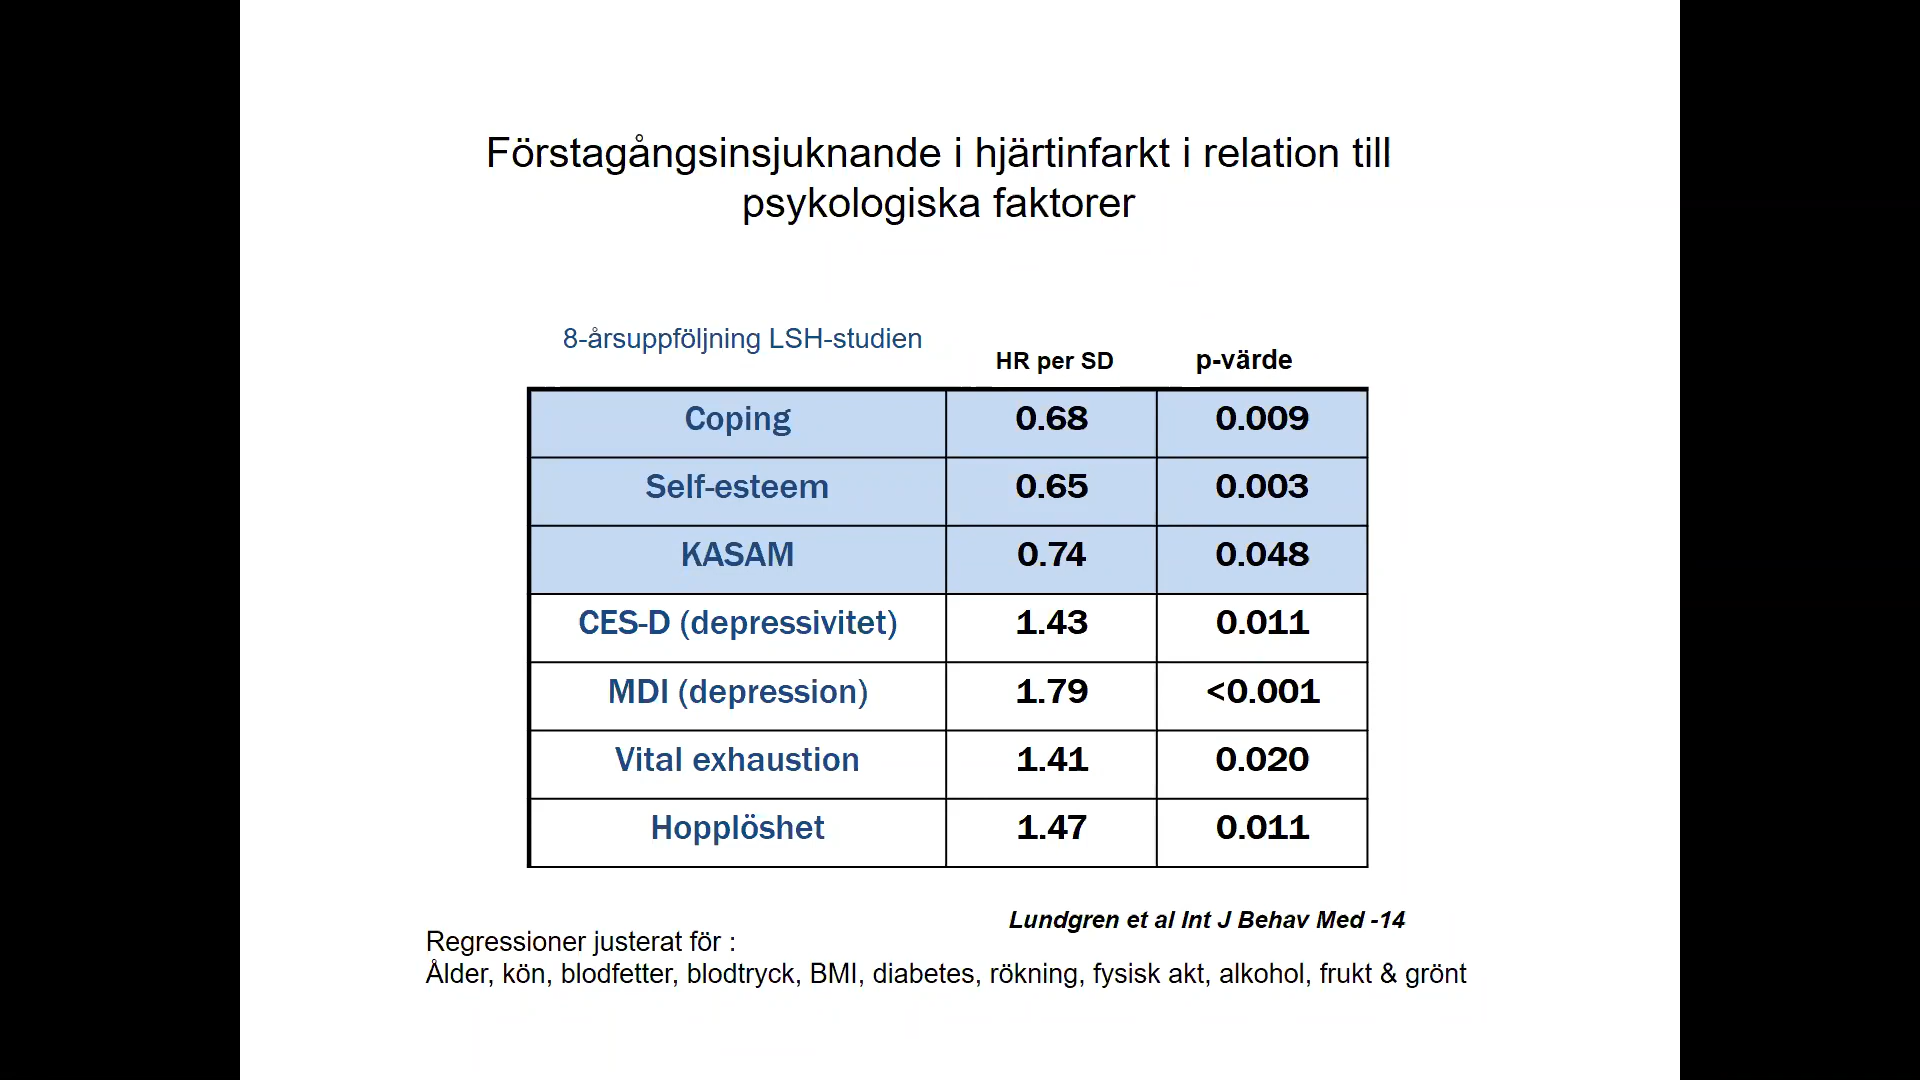 Förstagångsinsjuknande i hjärtinfarkt i relation till
psykologiska faktorer
8-årsuppföljning LSH-studien
HR per SD p-värde
Coping 0.68 0.009
Self-esteem 0.65 0.003
KASAM 0.74 0.048
CES-D (depressivitet) 1.43 0.011
MDI (depression) 1.79 <0.001
Vital exhaustion 1.41 0.020
Hopplöshet 1.47 0.011
Lundgren et al Int J Behav Med -14
Regressioner justerat för :
Ålder, kön, blodfetter, blodtryck, BMI, diabetes, rökning, fysisk akt, alkohol, frukt & grönt